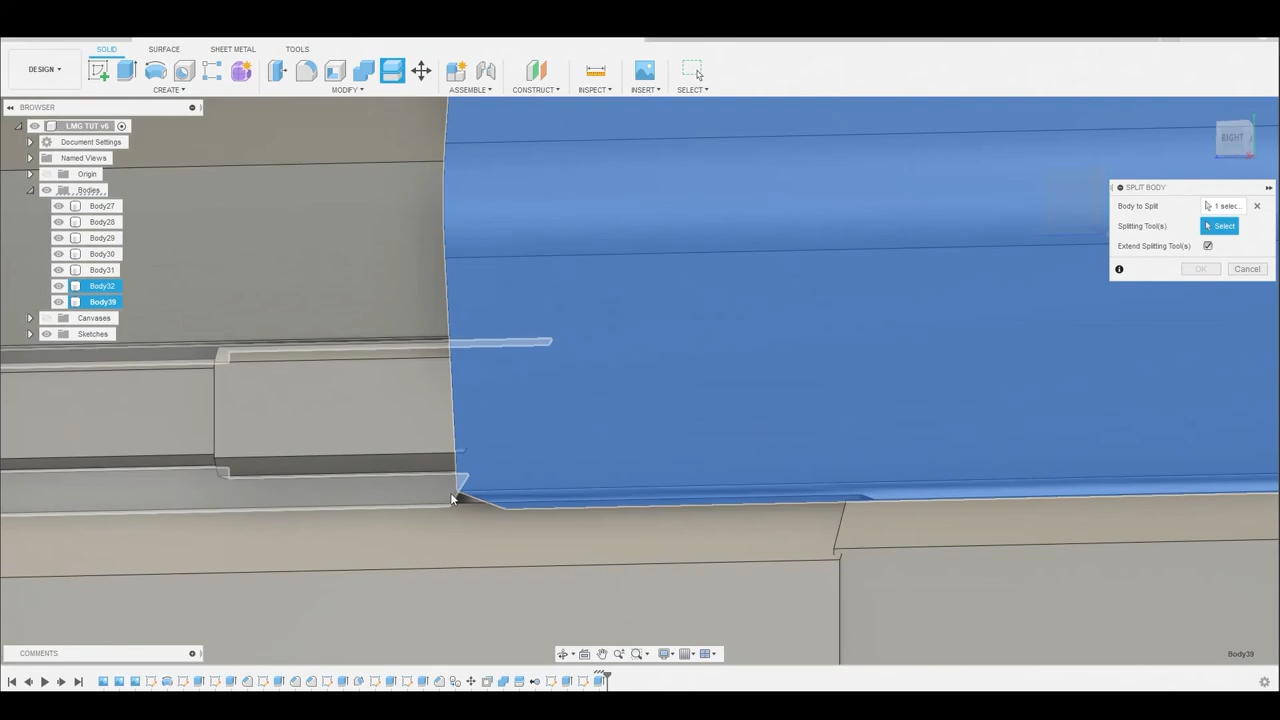 SOLID SURFACE SHEET METAL TOOLS
DESIGN
CREATE MODIFY ASSEMBLE CONSTRUCT INSPECT INSERT SELECT
BROWSER
LMG TUT v6
Document Settings
Named Views
Origin
Bodies
Body27
Body28
Body29
Body30
Body31
Body32
Body39
Canvases
Sketches
RIGHT
SPLIT BODY
Body to Split 1 selec...
Splitting Tool(s) Select
Extend Splitting Tool(s)
OK Cancel
COMMENTS
Body39